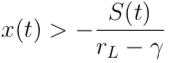 x(t) > -\frac{S(t)}{r_L - \gamma}